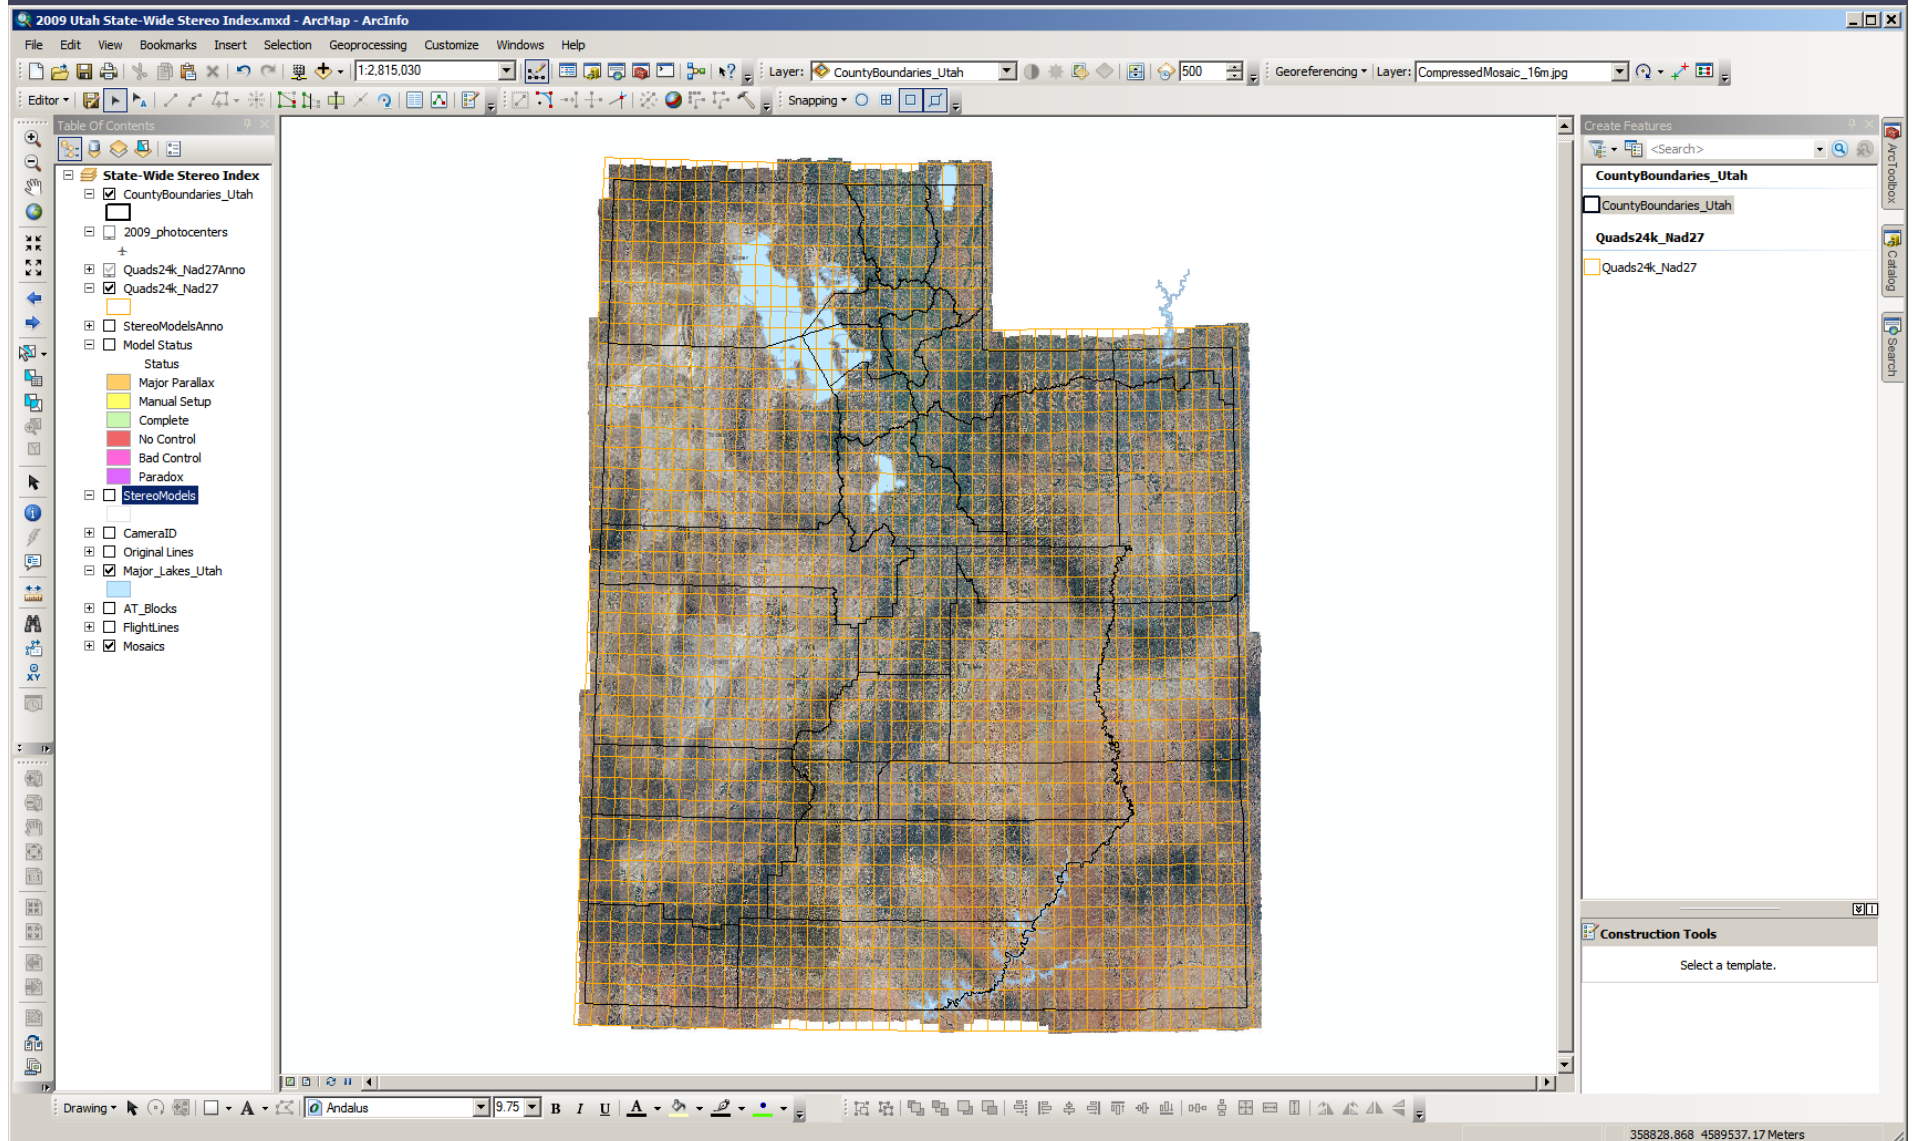 2009 Utah State-Wide Stereo Index.mxd - ArcMap - ArcInfo
File Edit View Bookmarks Insert Selection Geoprocessing Customize Windows Help
1:2,815,030 Layer: CountyBoundaries_Utah 500 Georeferencing Layer: CompressedMosaic_16m.jpg
Editor Snapping
Table Of Contents
State-Wide Stereo Index
CountyBoundaries_Utah
2009_photocenters
Quads24k_Nad27Anno
Quads24k_Nad27
StereoModelsAnno
Model Status
Status
Major Parallax
Manual Setup
Complete
No Control
Bad Control
Paradox
StereoModels
CameraID
Original Lines
Major_Lakes_Utah
AT_Blocks
FlightLines
Mosaics
XY
1:1
Create Features
<Search>
CountyBoundaries_Utah
CountyBoundaries_Utah
Quads24k_Nad27
Quads24k_Nad27
Construction Tools
Select a template.
ArcToolbox
Catalog
Search
Drawing A Andalus 9.75 B I U A
358828.868 4589537.17 Meters